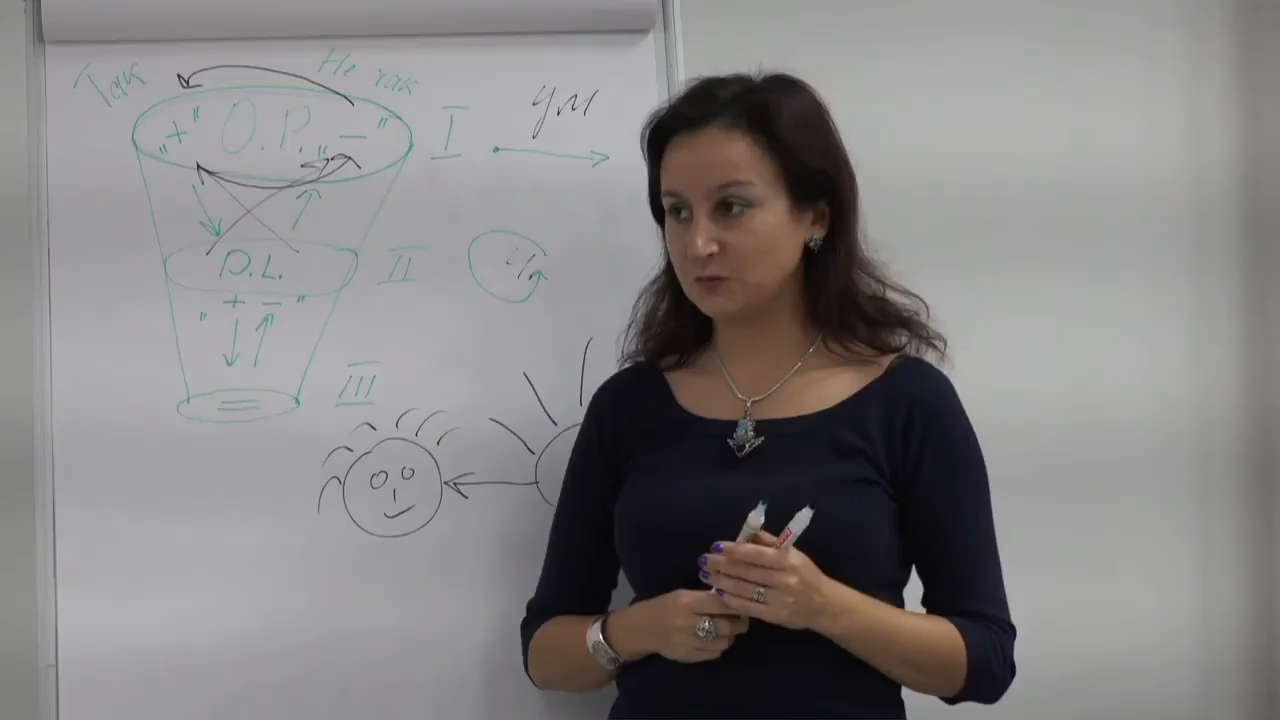 Так Не так
"+" О.Р. "−" I ум
D.L. II
" + − "
III